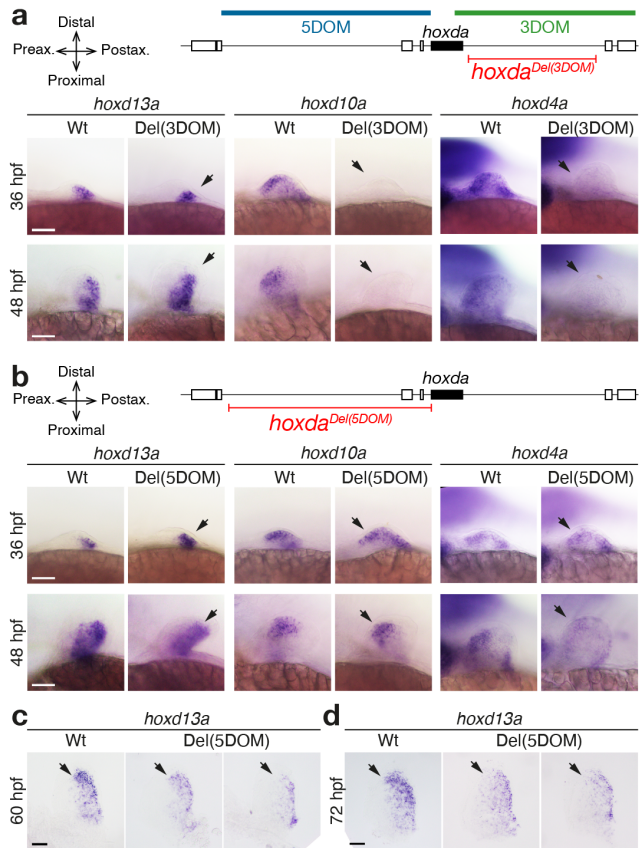 a
Distal
Preax. Postax.
Proximal
5DOM
hoxda
3DOM
hoxdaDel(3DOM)
hoxd13a hoxd10a hoxd4a
Wt Del(3DOM) Wt Del(3DOM) Wt Del(3DOM)
36 hpf
48 hpf
b
Distal
Preax. Postax.
Proximal
hoxda
hoxdaDel(5DOM)
hoxd13a hoxd10a hoxd4a
Wt Del(5DOM) Wt Del(5DOM) Wt Del(5DOM)
36 hpf
48 hpf
c
hoxd13a
Wt Del(5DOM)
60 hpf
d
hoxd13a
Wt Del(5DOM)
72 hpf